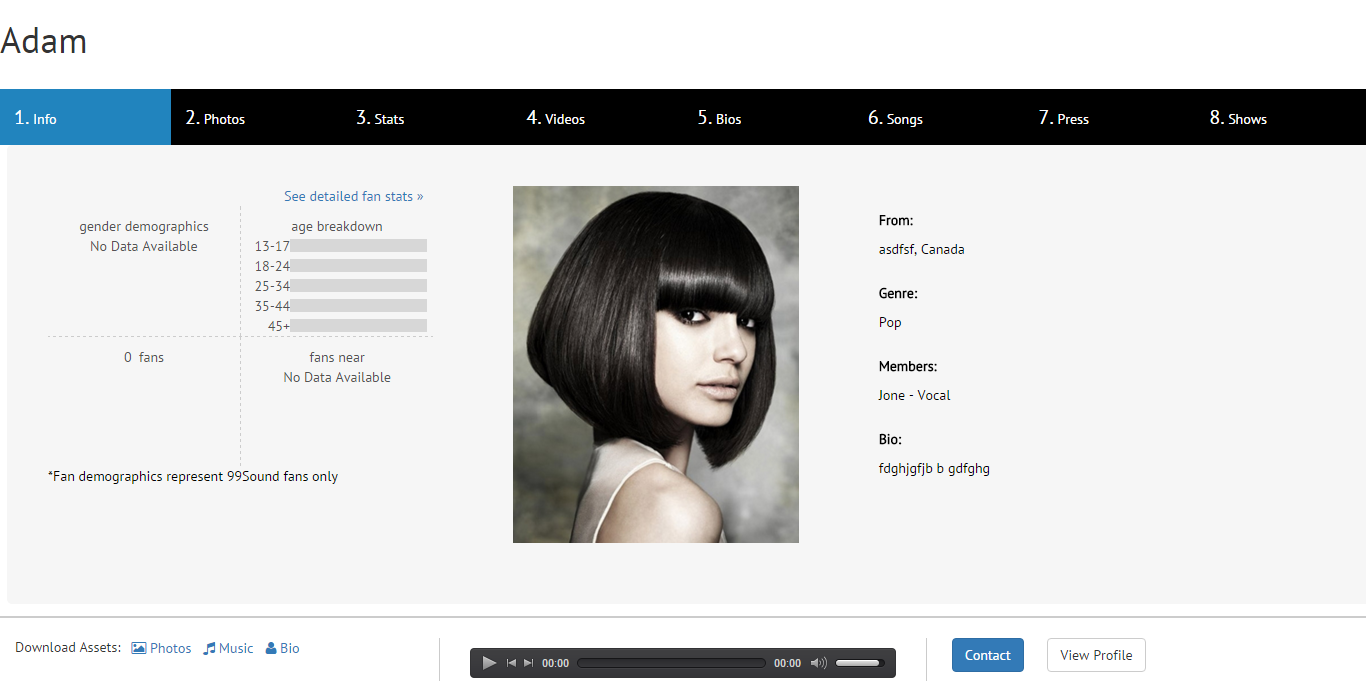 Adam
1. Info 2. Photos 3. Stats 4. Videos 5. Bios 6. Songs 7. Press 8. Shows
See detailed fan stats »
gender demographics
No Data Available
age breakdown
13-17
18-24
25-34
35-44
45+
0 fans
fans near
No Data Available
*Fan demographics represent 99Sound fans only
From:
asdfsf, Canada
Genre:
Pop
Members:
Jone - Vocal
Bio:
fdghjgfjb b gdfghg
Download Assets: Photos Music Bio
00:00 00:00
Contact View Profile